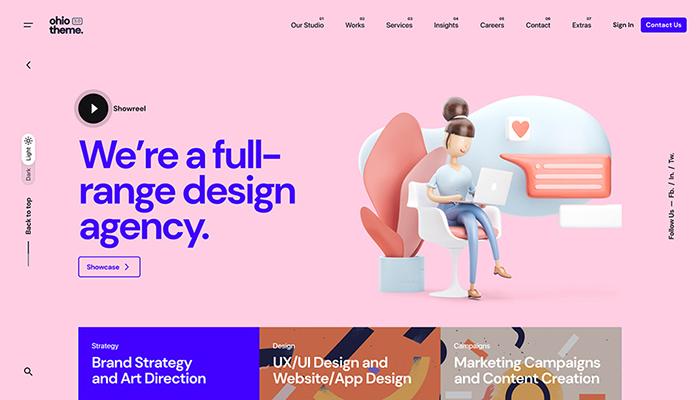 ohio 3.0
theme.
01 02 03 04 05 06 07
Our Studio Works Services Insights Careers Contact Extras Sign In Contact Us
Showreel
We’re a full-
range design
agency.
Showcase
Light
Dark
Back to top
Follow Us — Fb. / In. / Tw.
Strategy
Brand Strategy
and Art Direction
Design
UX/UI Design and
Website/App Design
Campaigns
Marketing Campaigns
and Content Creation